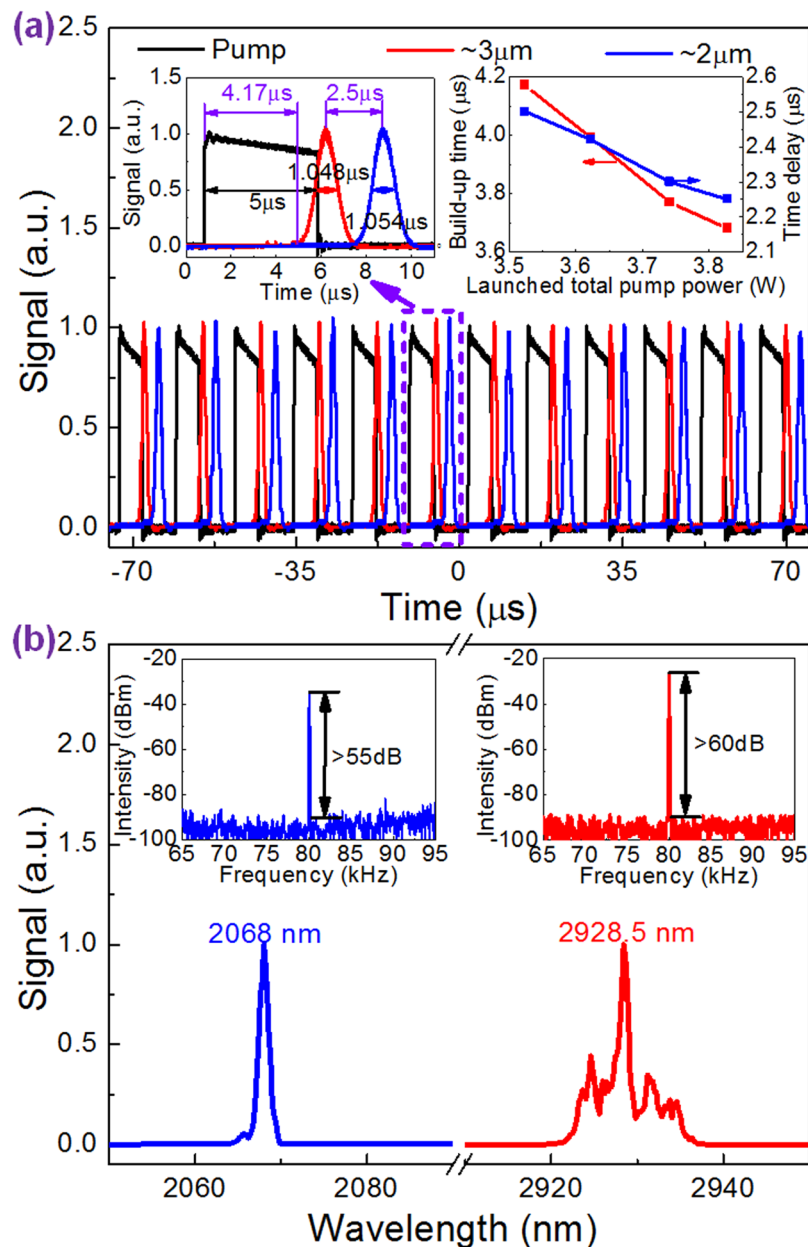 (a)
Pump
~3μm
~2μm
Signal (a.u.)
2.5
2.0
1.5
1.0
0.5
0.0
-70
-35
0
35
70
Time (μs)
Signal (a.u.)
1.5
1.0
0.5
0.0
4.17μs
2.5μs
1.048μs
5μs
1.054μs
0
2
4
6
8
10
Time (μs)
Build-up time (μs)
4.2
4.0
3.8
3.6
2.6
2.5
2.4
2.3
2.2
2.1
Time delay (μs)
3.5
3.6
3.7
3.8
Launched total pump power (W)
(b)
Signal (a.u.)
2.5
2.0
1.5
1.0
0.5
0.0
Intensity (dBm)
-20
-40
-60
-80
-100
>55dB
65
70
75
80
85
90
95
Frequency (kHz)
Intensity (dBm)
-20
-40
-60
-80
-100
>60dB
65
70
75
80
85
90
95
Frequency (kHz)
2068 nm
2928.5 nm
2060
2080
2920
2940
Wavelength (nm)